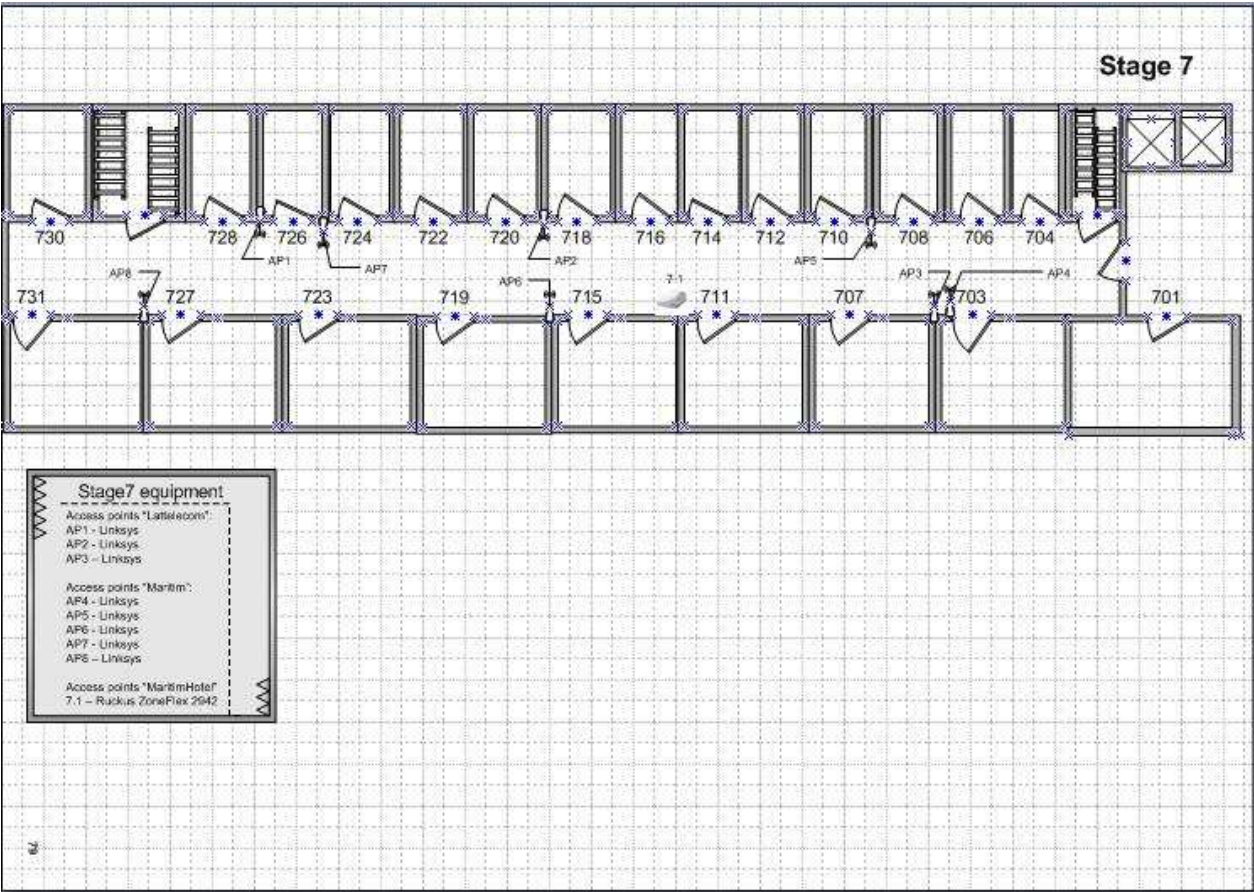 Stage 7
730
728
726
724
722
720
718
716
714
712
710
708
706
704
AP1
AP7
AP2
AP5
AP8
AP6
7.1
AP3
AP4
731
727
723
719
715
711
707
703
701
Stage7 equipment
Access points "Lattelecom":
AP1 - Linksys
AP2 - Linksys
AP3 – Linksys
Access points "Maritim":
AP4 - Linksys
AP5 - Linksys
AP6 - Linksys
AP7 - Linksys
AP8 – Linksys
Access points "MaritimHotel"
7.1 – Ruckus ZoneFlex 2942
79